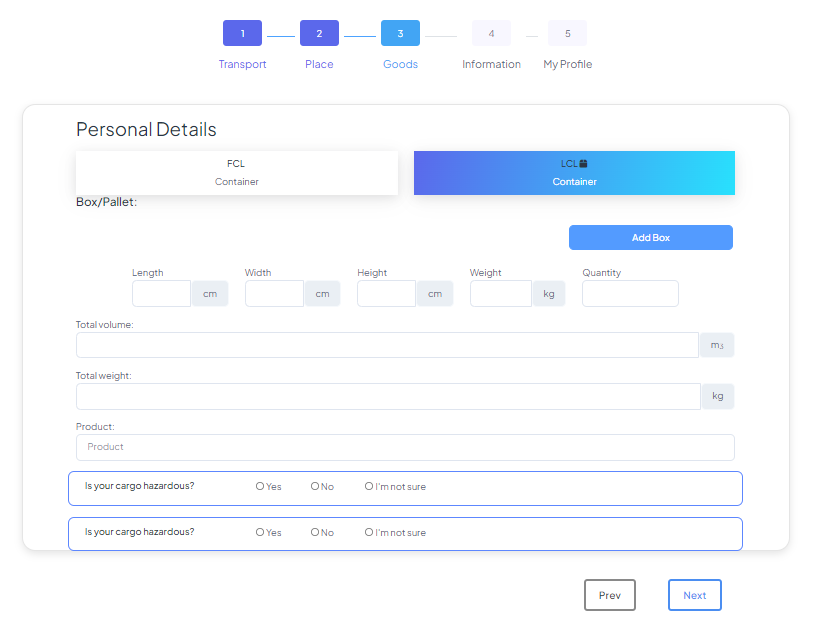 1 2 3 4 5
Transport Place Goods Information My Profile
Personal Details
FCL
Container
LCL
Container
Box/Pallet:
Add Box
Length Width Height Weight Quantity
cm cm cm kg
Total volume:
m3
Total weight:
kg
Product:
Product
Is your cargo hazardous? Yes No I'm not sure
Is your cargo hazardous? Yes No I'm not sure
Prev Next